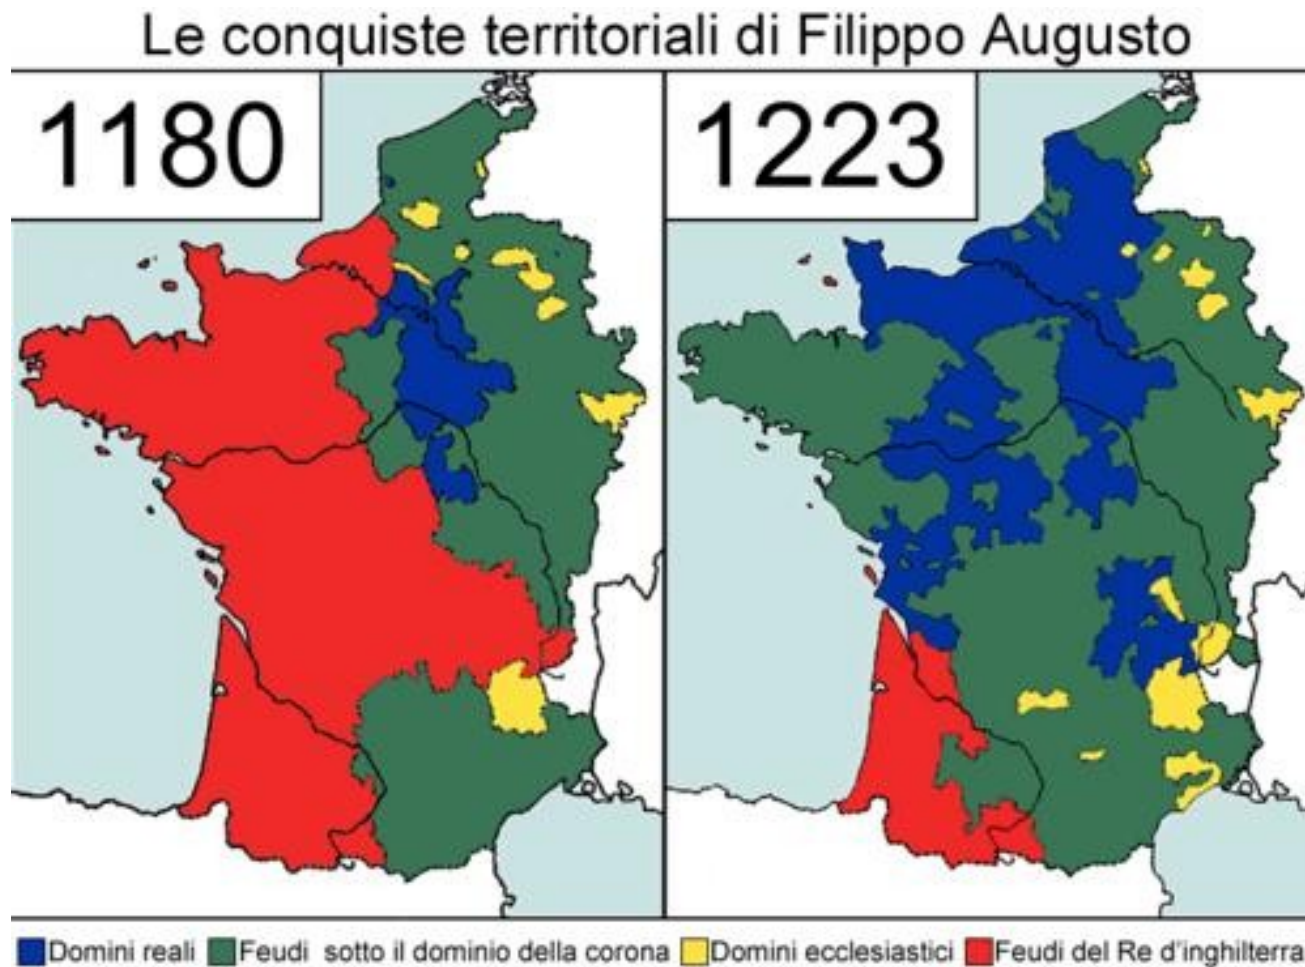 Le conquiste territoriali di Filippo Augusto
1180
1223
Domini reali
Feudi sotto il dominio della corona
Domini ecclesiastici
Feudi del Re d'inghilterra